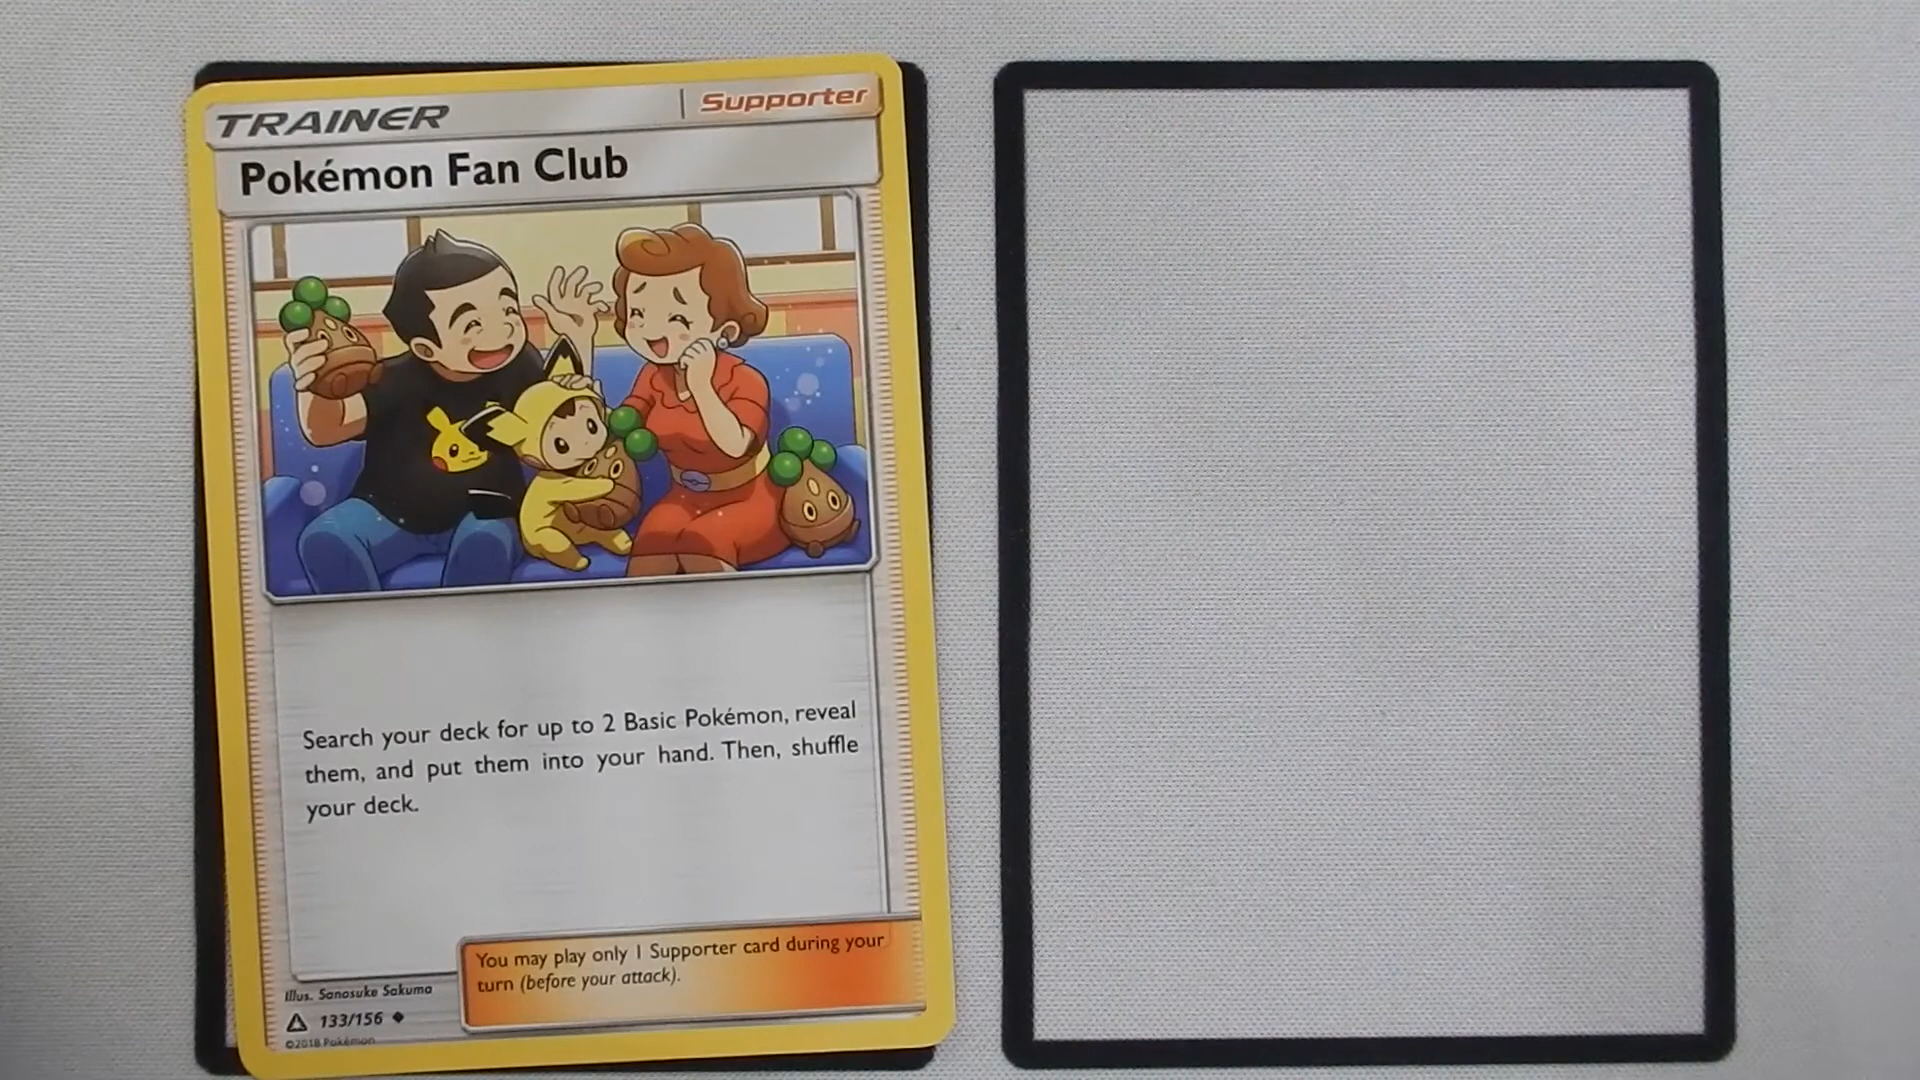 TRAINER
Supporter
Pokémon Fan Club
Search your deck for up to 2 Basic Pokémon, reveal
them, and put them into your hand. Then, shuffle
your deck.
You may play only 1 Supporter card during your
turn (before your attack).
Illus. Sanosuke Sakuma
133/156
©2018 Pokémon